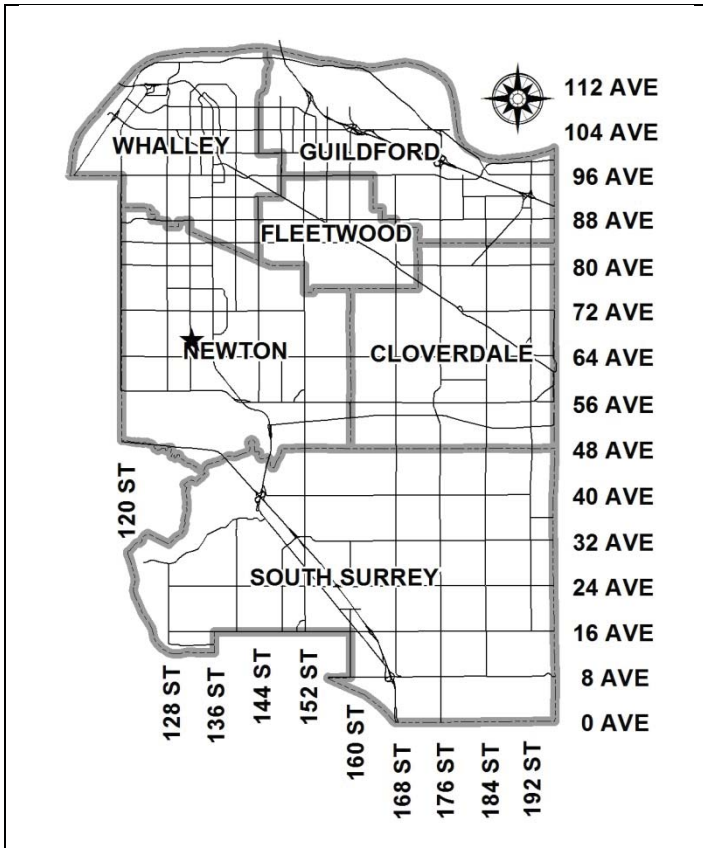 112 AVE
104 AVE
WHALLEY
GUILDFORD
96 AVE
88 AVE
FLEETWOOD
80 AVE
72 AVE
NEWTON
CLOVERDALE
64 AVE
56 AVE
48 AVE
120 ST
40 AVE
32 AVE
SOUTH SURREY
24 AVE
16 AVE
128 ST
136 ST
144 ST
152 ST
160 ST
8 AVE
0 AVE
168 ST
176 ST
184 ST
192 ST